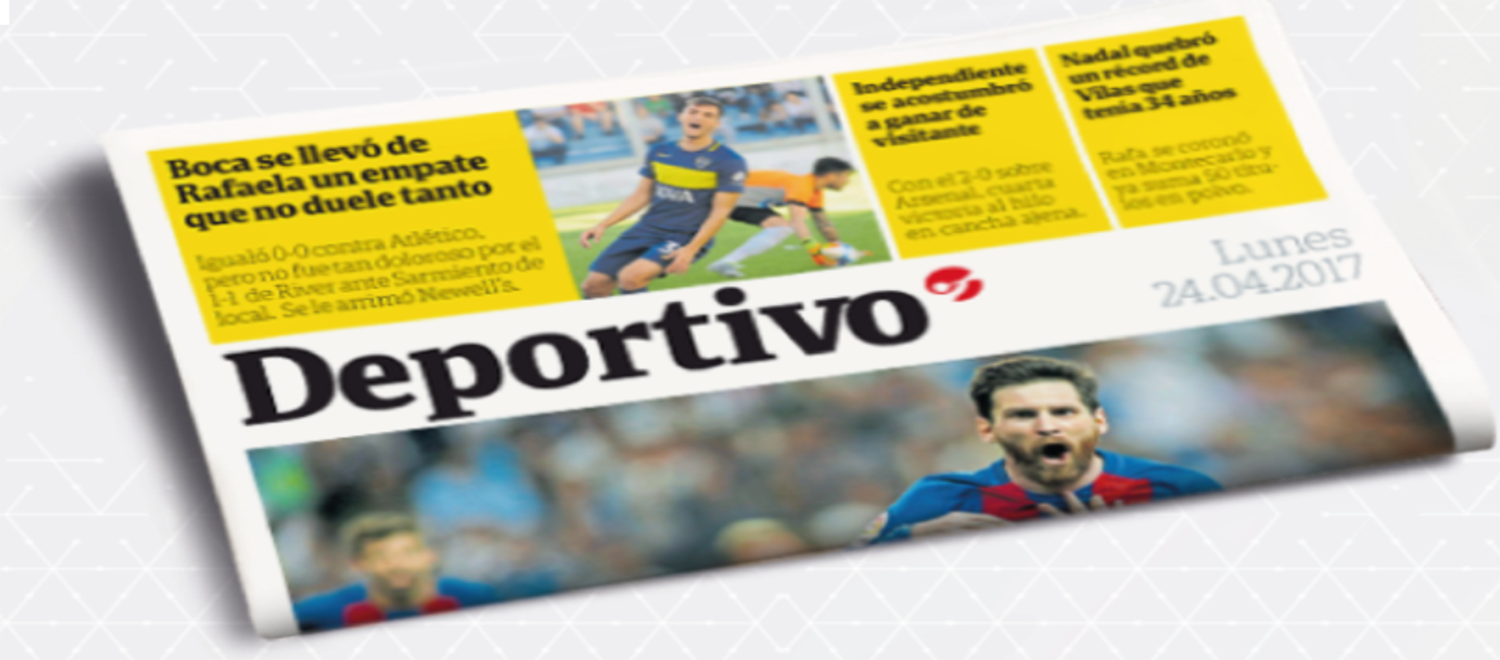 Boca se llevó de
Rafaela un empate
que no duele tanto
Igualó 0-0 contra Atlético,
pero no fue tan doloroso por el
1-1 de River ante Sarmiento de
local. Se le arrimó Newell's.
BBVA
Independiente
se acostumbró
a ganar de
visitante
Con el 2-0 sobre
Arsenal, cuarta
victoria al hilo
en cancha ajena.
Nadal quebró
un récord de
Vilas que
tenía 34 años
Rafa se coronó
en Montecarlo y
ya suma 50 títu-
los en polvo.
Deportivo
Lunes
24.04.2017